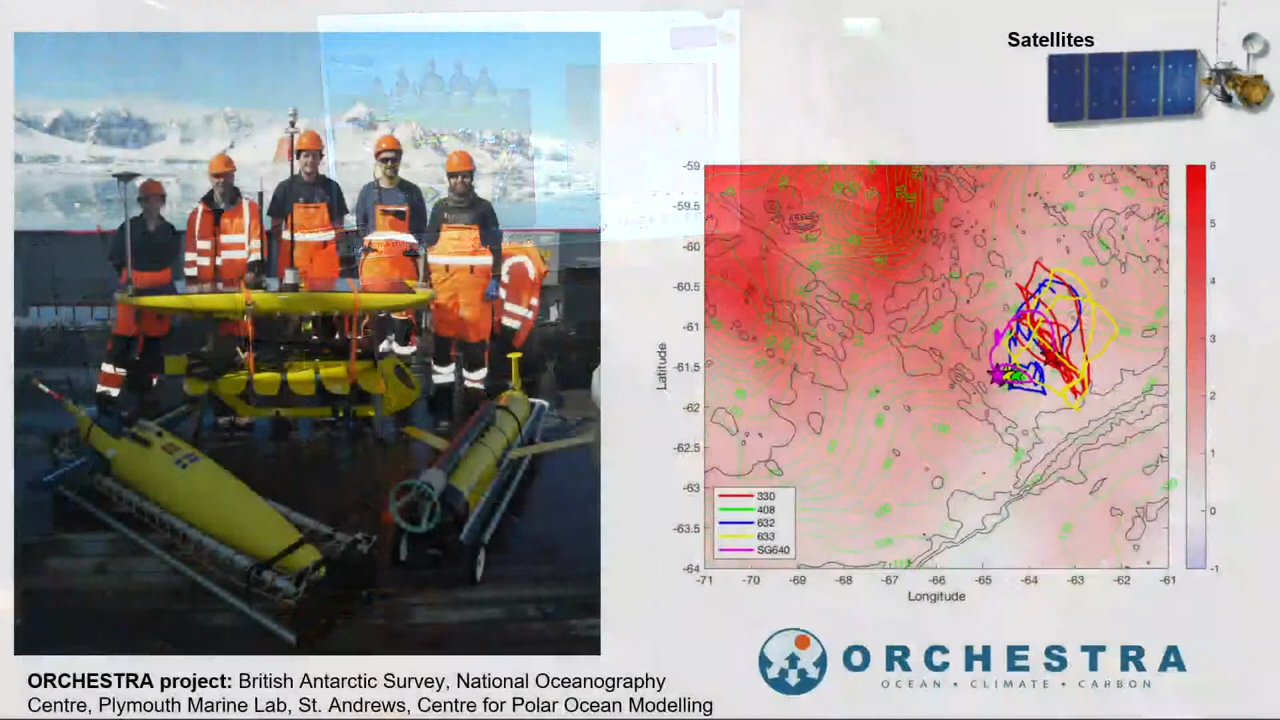 Satellites
-59
-59.5
-60
-60.5
-61
-61.5
-62
-62.5
-63
-63.5
-64
Latitude
330
408
632
633
SG640
-71 -70 -69 -68 -67 -66 -65 -64 -63 -62 -61
Longitude
6
5
4
3
2
1
0
-1
ORCHESTRA
OCEAN • CLIMATE • CARBON
ORCHESTRA project: British Antarctic Survey, National Oceanography
Centre, Plymouth Marine Lab, St. Andrews, Centre for Polar Ocean Modelling